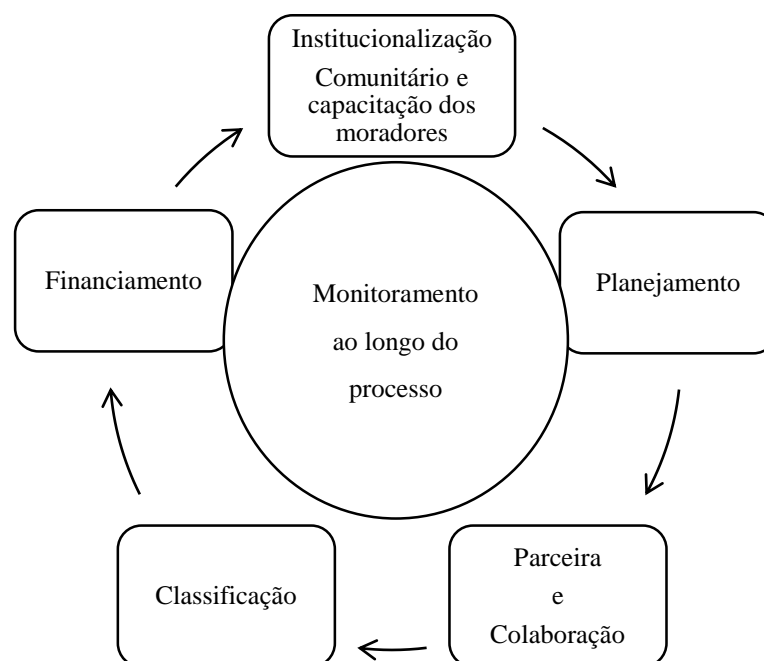 Institucionalização
Comunitário e
capacitação dos
moradores
Financiamento
Monitoramento
ao longo do
processo
Planejamento
Classificação
Parceira
e
Colaboração